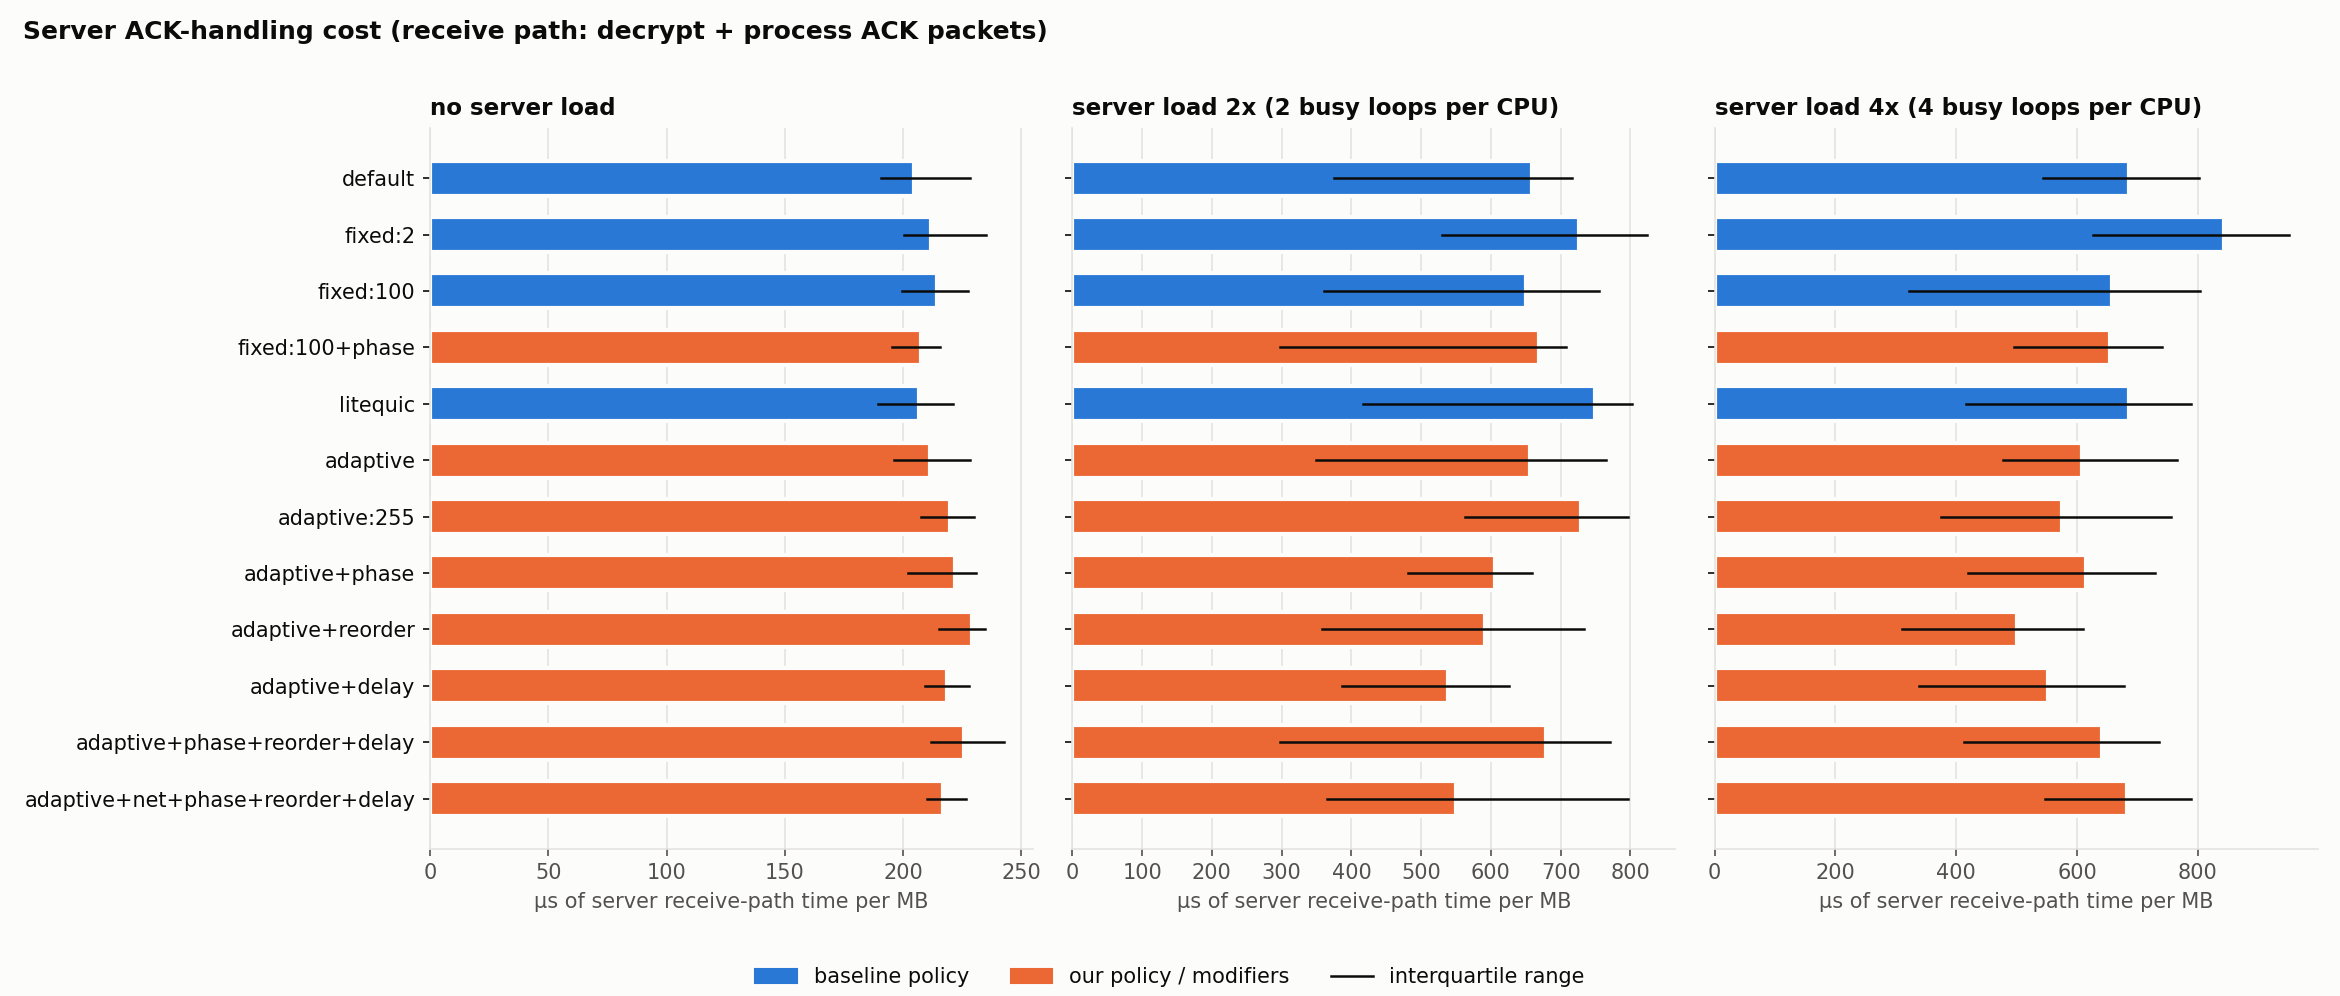 Server ACK-handling cost (receive path: decrypt + process ACK packets)
no server load
server load 2x (2 busy loops per CPU)
server load 4x (4 busy loops per CPU)
default
fixed:2
fixed:100
fixed:100+phase
litequic
adaptive
adaptive:255
adaptive+phase
adaptive+reorder
adaptive+delay
adaptive+phase+reorder+delay
adaptive+net+phase+reorder+delay
0 50 100 150 200 250
0 100 200 300 400 500 600 700 800
0 200 400 600 800
µs of server receive-path time per MB
µs of server receive-path time per MB
µs of server receive-path time per MB
baseline policy
our policy / modifiers
interquartile range